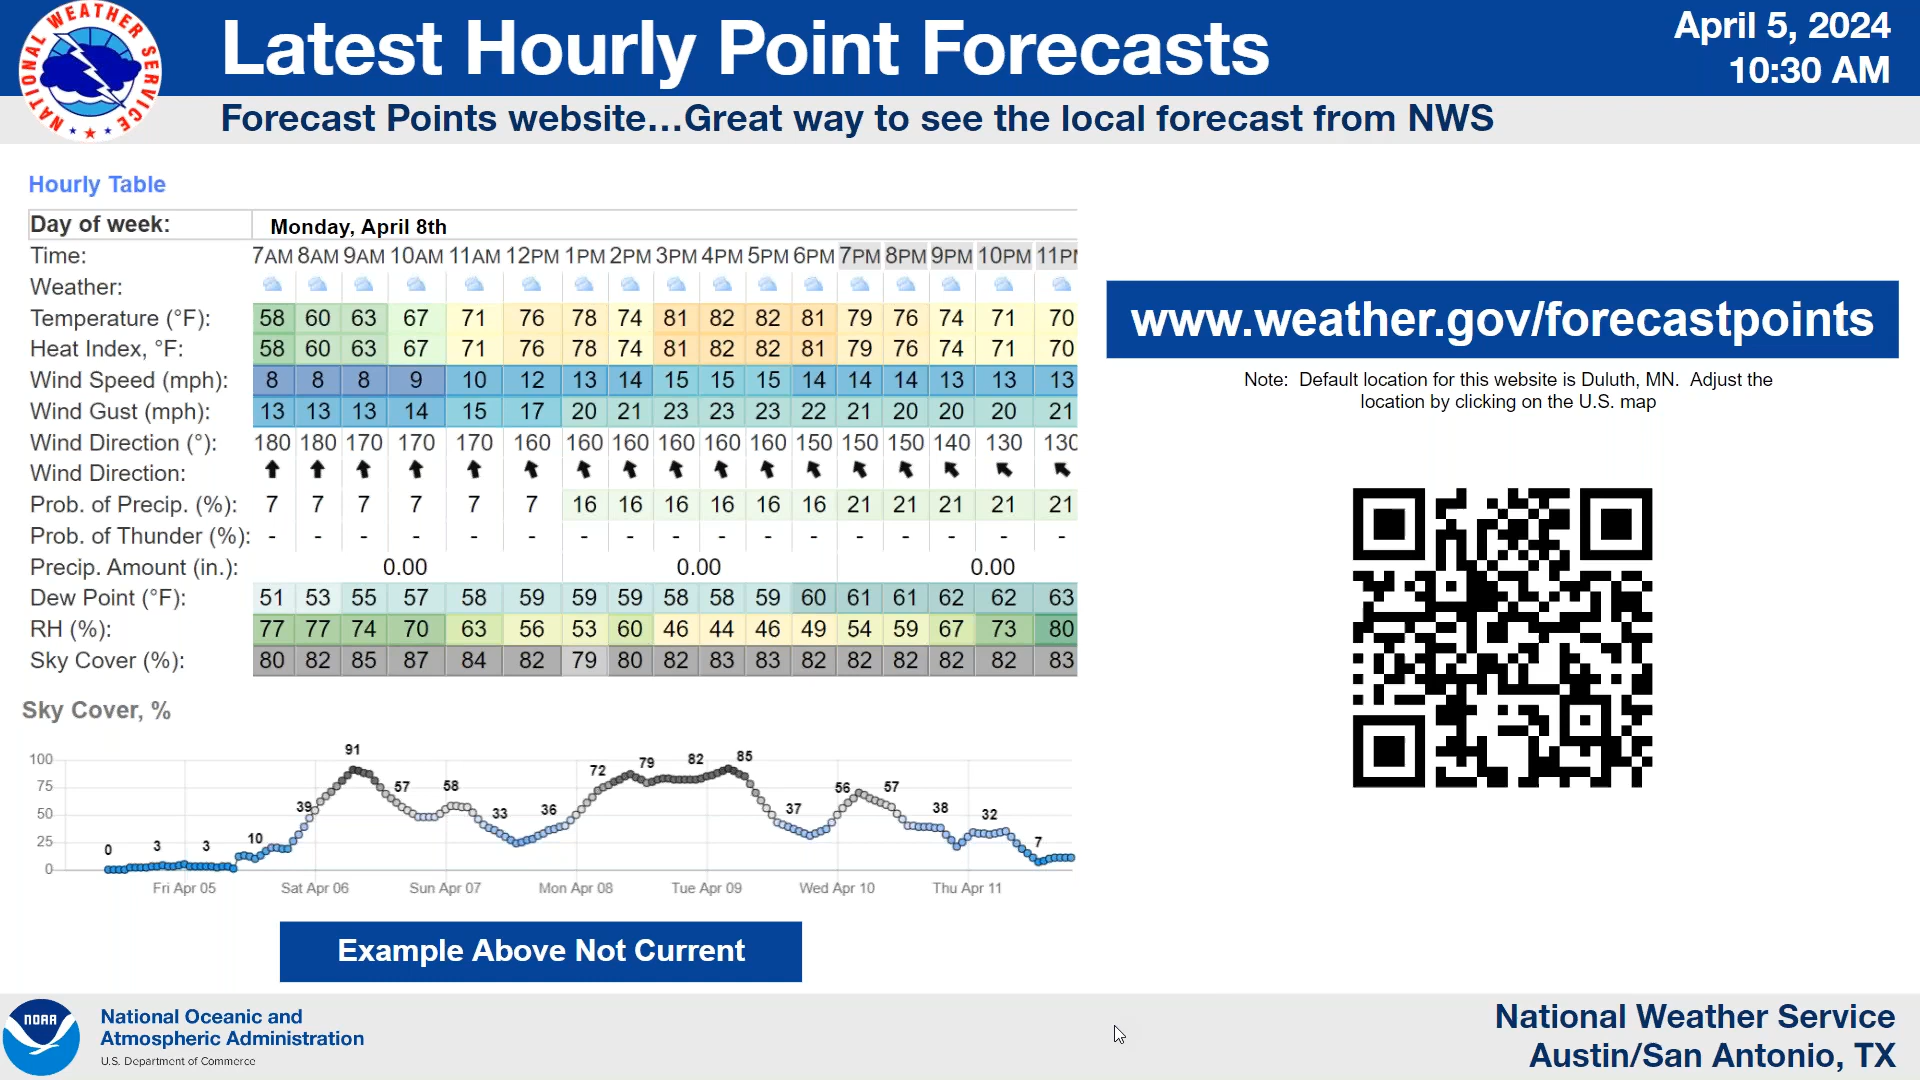 NATIONAL WEATHER SERVICE
Latest Hourly Point Forecasts
April 5, 2024
10:30 AM
Forecast Points website...Great way to see the local forecast from NWS
Hourly Table
Day of week: Monday, April 8th
Time: 7AM 8AM 9AM 10AM 11AM 12PM 1PM 2PM 3PM 4PM 5PM 6PM 7PM 8PM 9PM 10PM 11PM
Weather:
Temperature (°F): 58 60 63 67 71 76 78 74 81 82 82 81 79 76 74 71 70
Heat Index, °F: 58 60 63 67 71 76 78 74 81 82 82 81 79 76 74 71 70
Wind Speed (mph): 8 8 8 9 10 12 13 14 15 15 15 14 14 14 13 13 13
Wind Gust (mph): 13 13 13 14 15 17 20 21 23 23 23 22 21 20 20 20 21
Wind Direction (°): 180 180 170 170 170 160 160 160 160 160 160 150 150 150 140 130 130
Wind Direction:
Prob. of Precip. (%): 7 7 7 7 7 7 16 16 16 16 16 16 21 21 21 21 21
Prob. of Thunder (%): - - - - - - - - - - - - - - - - -
Precip. Amount (in.): 0.00 0.00 0.00
Dew Point (°F): 51 53 55 57 58 59 59 59 58 58 59 60 61 61 62 62 63
RH (%): 77 77 74 70 63 56 53 60 46 44 46 49 54 59 67 73 80
Sky Cover (%): 80 82 85 87 84 82 79 80 82 83 83 82 82 82 82 82 83
www.weather.gov/forecastpoints
Note: Default location for this website is Duluth, MN. Adjust the
location by clicking on the U.S. map
Sky Cover, %
100
75
50
25
0
0 3 3 10 39 91 57 58 33 36 72 79 82 85 37 56 57 38 32 7
Fri Apr 05 Sat Apr 06 Sun Apr 07 Mon Apr 08 Tue Apr 09 Wed Apr 10 Thu Apr 11
Example Above Not Current
NOAA
National Oceanic and
Atmospheric Administration
U.S. Department of Commerce
National Weather Service
Austin/San Antonio, TX